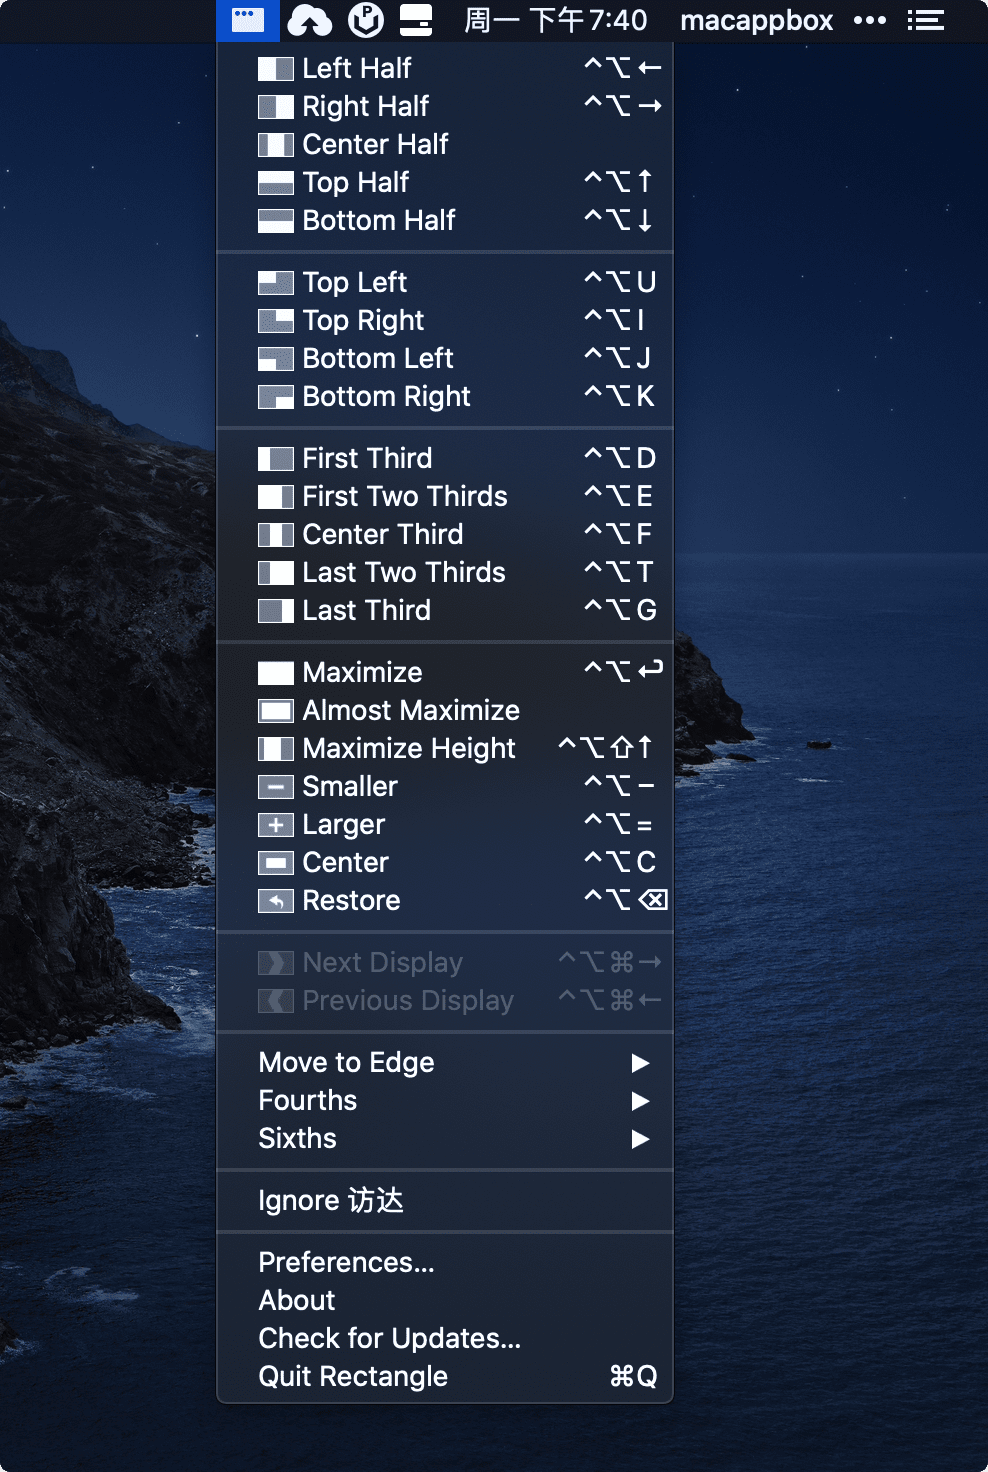 周一 下午7:40 macappbox
Left Half ⌃⌥←
Right Half ⌃⌥→
Center Half
Top Half ⌃⌥↑
Bottom Half ⌃⌥↓
Top Left ⌃⌥U
Top Right ⌃⌥I
Bottom Left ⌃⌥J
Bottom Right ⌃⌥K
First Third ⌃⌥D
First Two Thirds ⌃⌥E
Center Third ⌃⌥F
Last Two Thirds ⌃⌥T
Last Third ⌃⌥G
Maximize ⌃⌥↩
Almost Maximize
Maximize Height ⌃⌥⇧↑
Smaller ⌃⌥-
Larger ⌃⌥=
Center ⌃⌥C
Restore ⌃⌥⌫
Next Display ⌃⌥⌘→
Previous Display ⌃⌥⌘←
Move to Edge ▶
Fourths ▶
Sixths ▶
Ignore 访达
Preferences...
About
Check for Updates...
Quit Rectangle ⌘Q